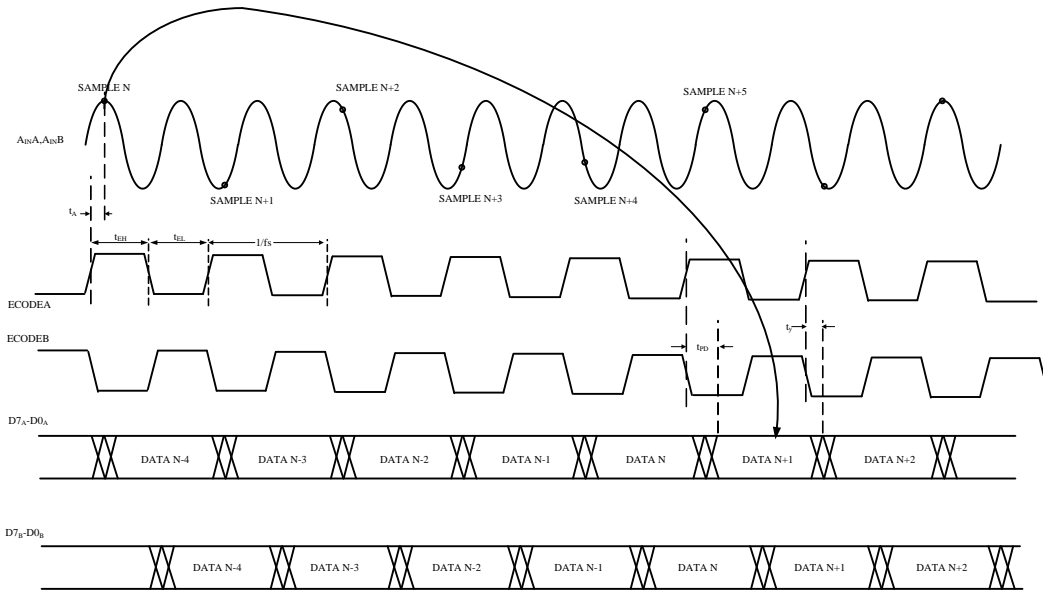 SAMPLE N
SAMPLE N+2
SAMPLE N+5
AINA,AINB
SAMPLE N+1
SAMPLE N+3
SAMPLE N+4
tA
tEH
tEL
1/fs
ECODEA
ECODEB
tPD
ty
D7A-D0A
DATA N-4
DATA N-3
DATA N-2
DATA N-1
DATA N
DATA N+1
DATA N+2
D7B-D0B
DATA N-4
DATA N-3
DATA N-2
DATA N-1
DATA N
DATA N+1
DATA N+2